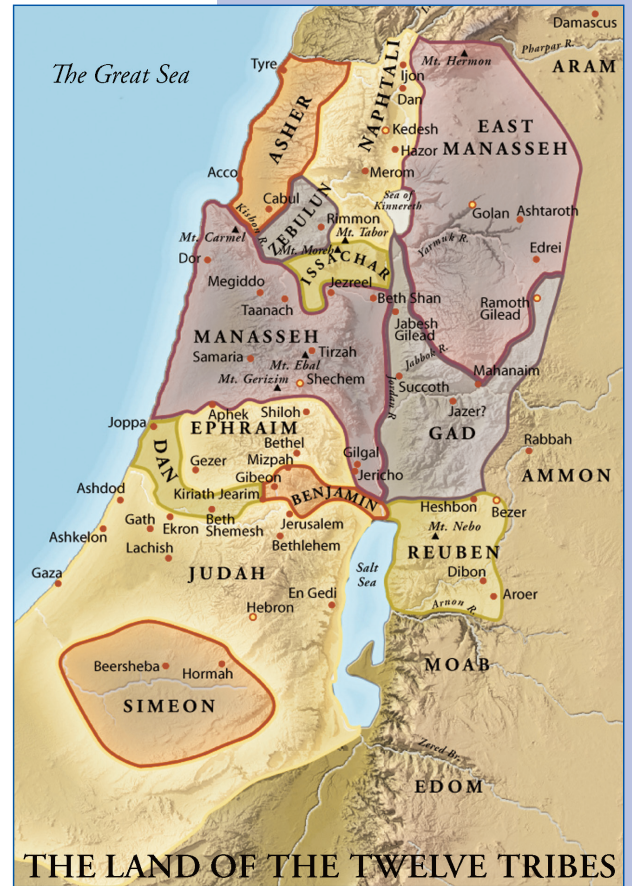 Damascus
Pharpar R.
ARAM
The Great Sea
Tyre
NAPHTALI
Mt. Hermon
Ijon
Dan
ASHER
Kedesh
Hazor
EAST
MANASSEH
Acco
Merom
Cabul
Sea of
Kinnereth
Kishon R.
ZEBULUN
Rimmon
Golan
Ashtaroth
Mt. Carmel
Mt. Tabor
Mt. Moreh
Yarmuk R.
Dor
ISSACHAR
Edrei
Megiddo
Jezreel
Beth Shan
Ramoth
Gilead
Taanach
Jabesh
Gilead
MANASSEH
Samaria
Tirzah
Mt. Ebal
Jabbok R.
Mahanaim
Mt. Gerizim
Shechem
Succoth
Jordan R.
Joppa
Aphek
Shiloh
Jazer?
EPHRAIM
GAD
Bethel
Rabbah
DAN
Gezer
Mizpah
Gilgal
Gibeon
Jericho
AMMON
Ashdod
Kiriath Jearim
BENJAMIN
Heshbon
Bezer
Gath
Ekron
Beth
Shemesh
Jerusalem
Mt. Nebo
Ashkelon
Lachish
Bethlehem
REUBEN
Gaza
JUDAH
Salt
Sea
Dibon
En Gedi
Aroer
Hebron
Arnon R.
Beersheba
Hormah
MOAB
SIMEON
Zered Br.
EDOM
THE LAND OF THE TWELVE TRIBES